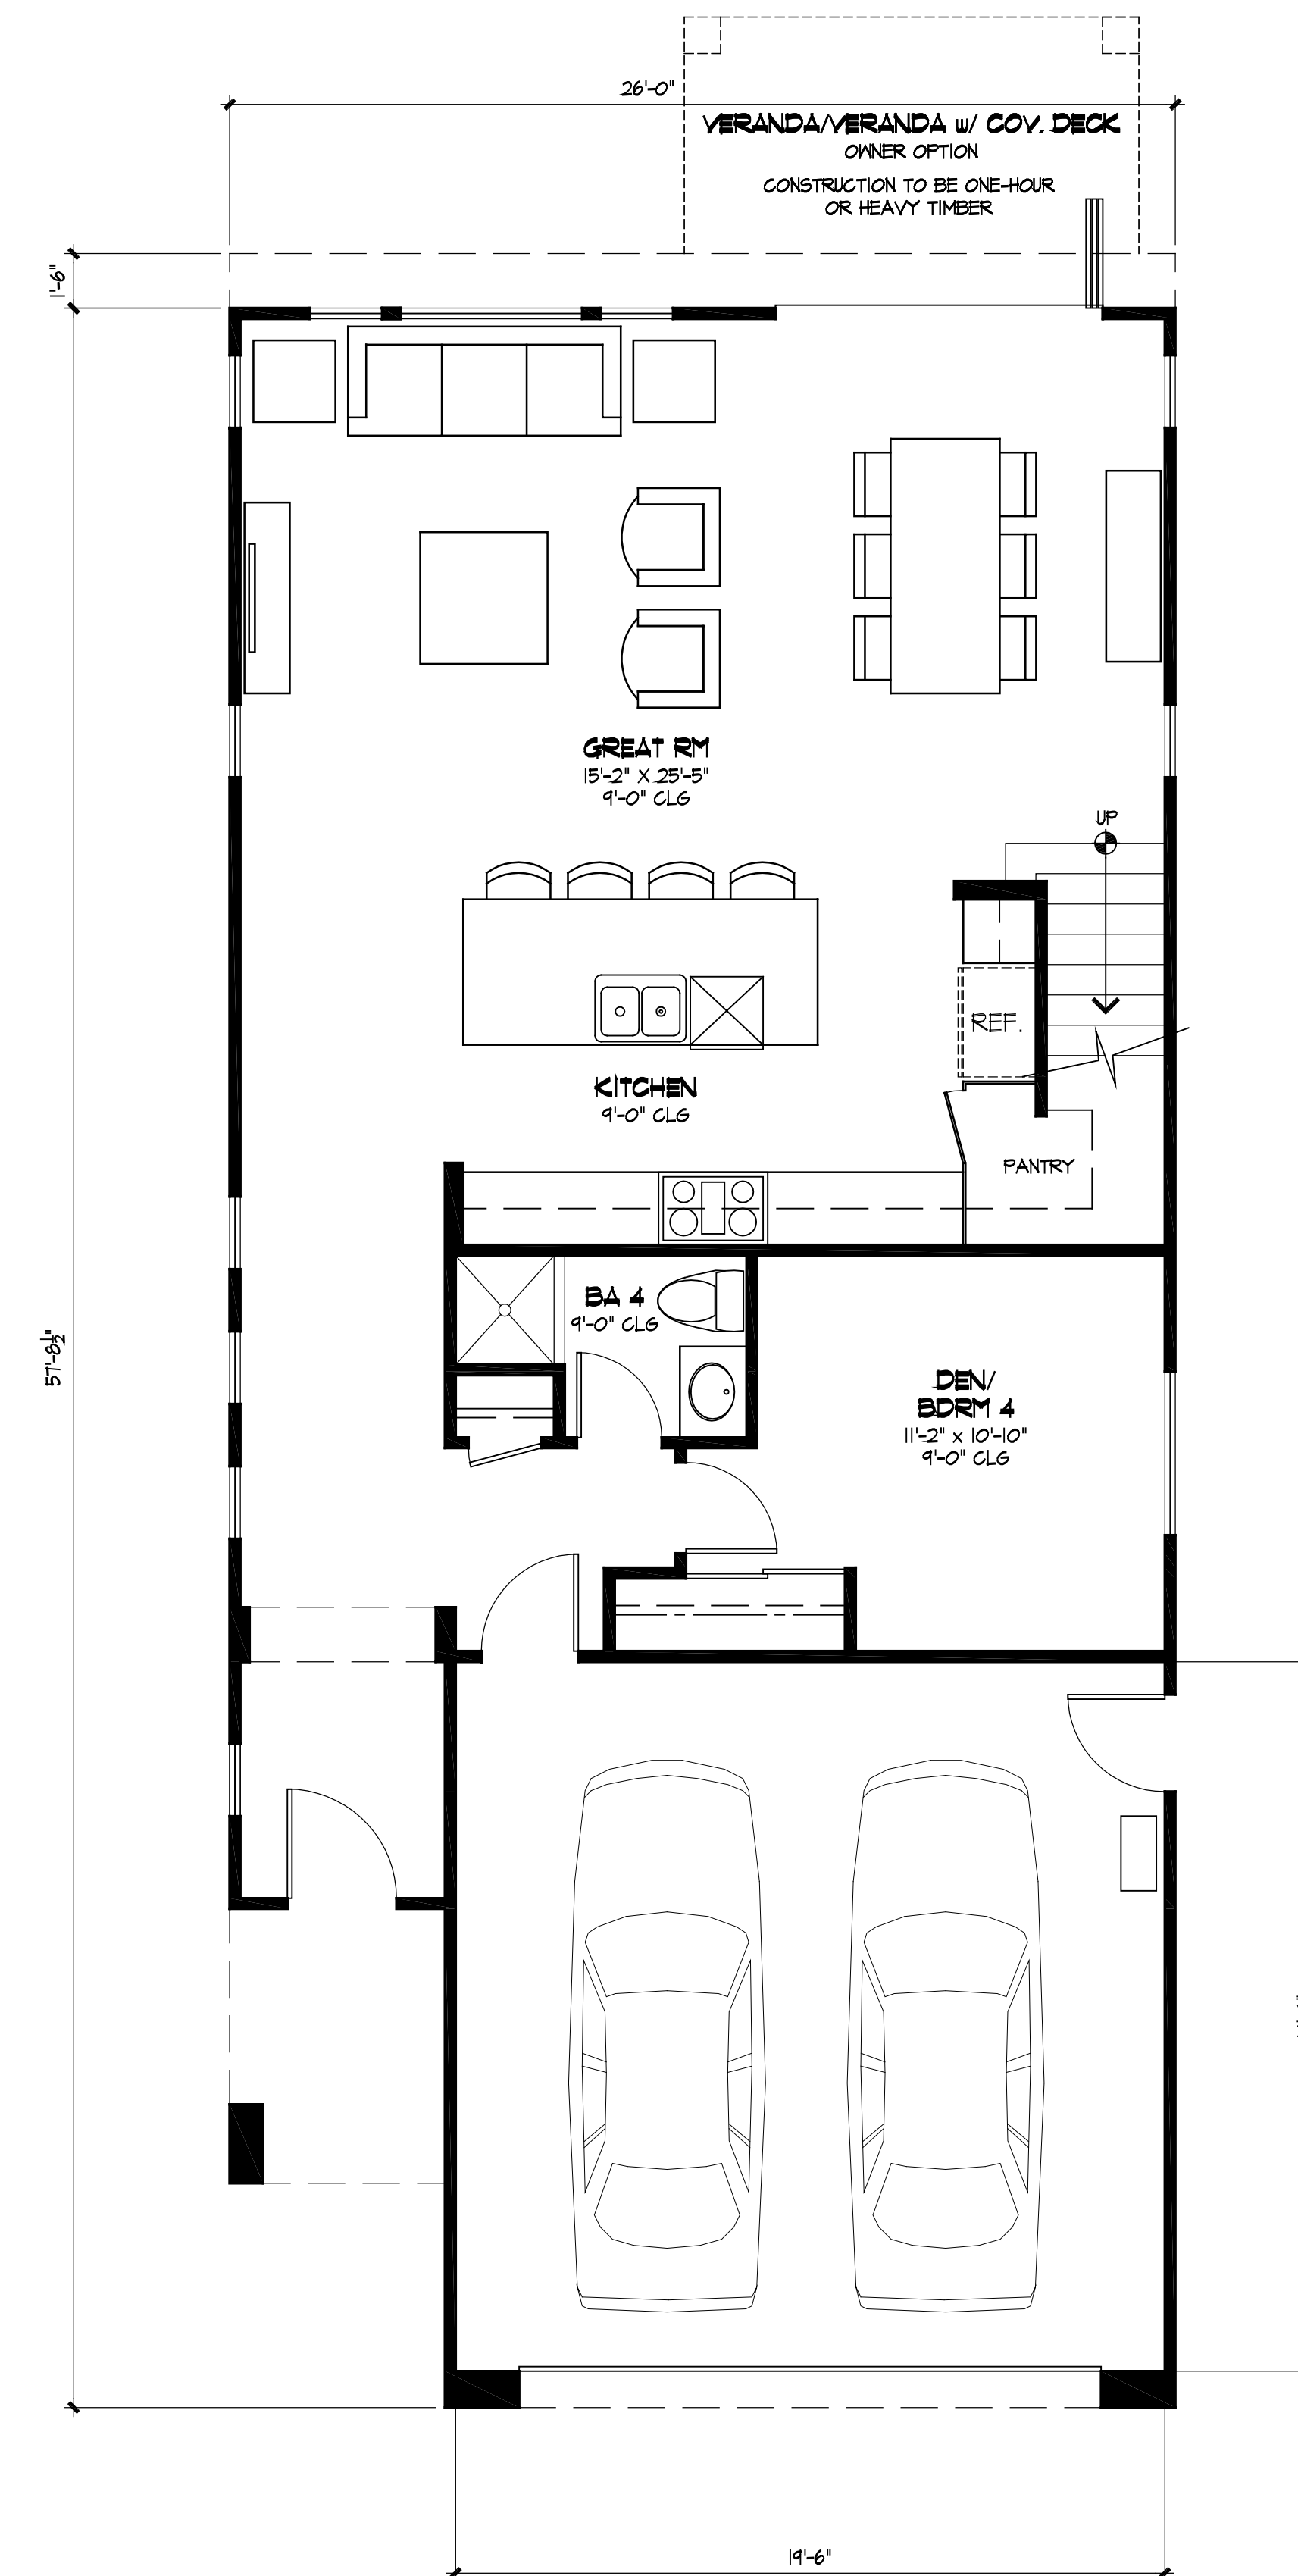 26'-0"
VERANDA/VERANDA w/ COV. DECK
OWNER OPTION
CONSTRUCTION TO BE ONE-HOUR
OR HEAVY TIMBER
1'-6"
GREAT RM
15'-2" X 25'-5"
9'-0" CLG
UP
REF.
KITCHEN
9'-0" CLG
PANTRY
BA 4
9'-0" CLG
57'-8½"
DEN/
BDRM 4
11'-2" x 10'-10"
9'-0" CLG
19'-6"